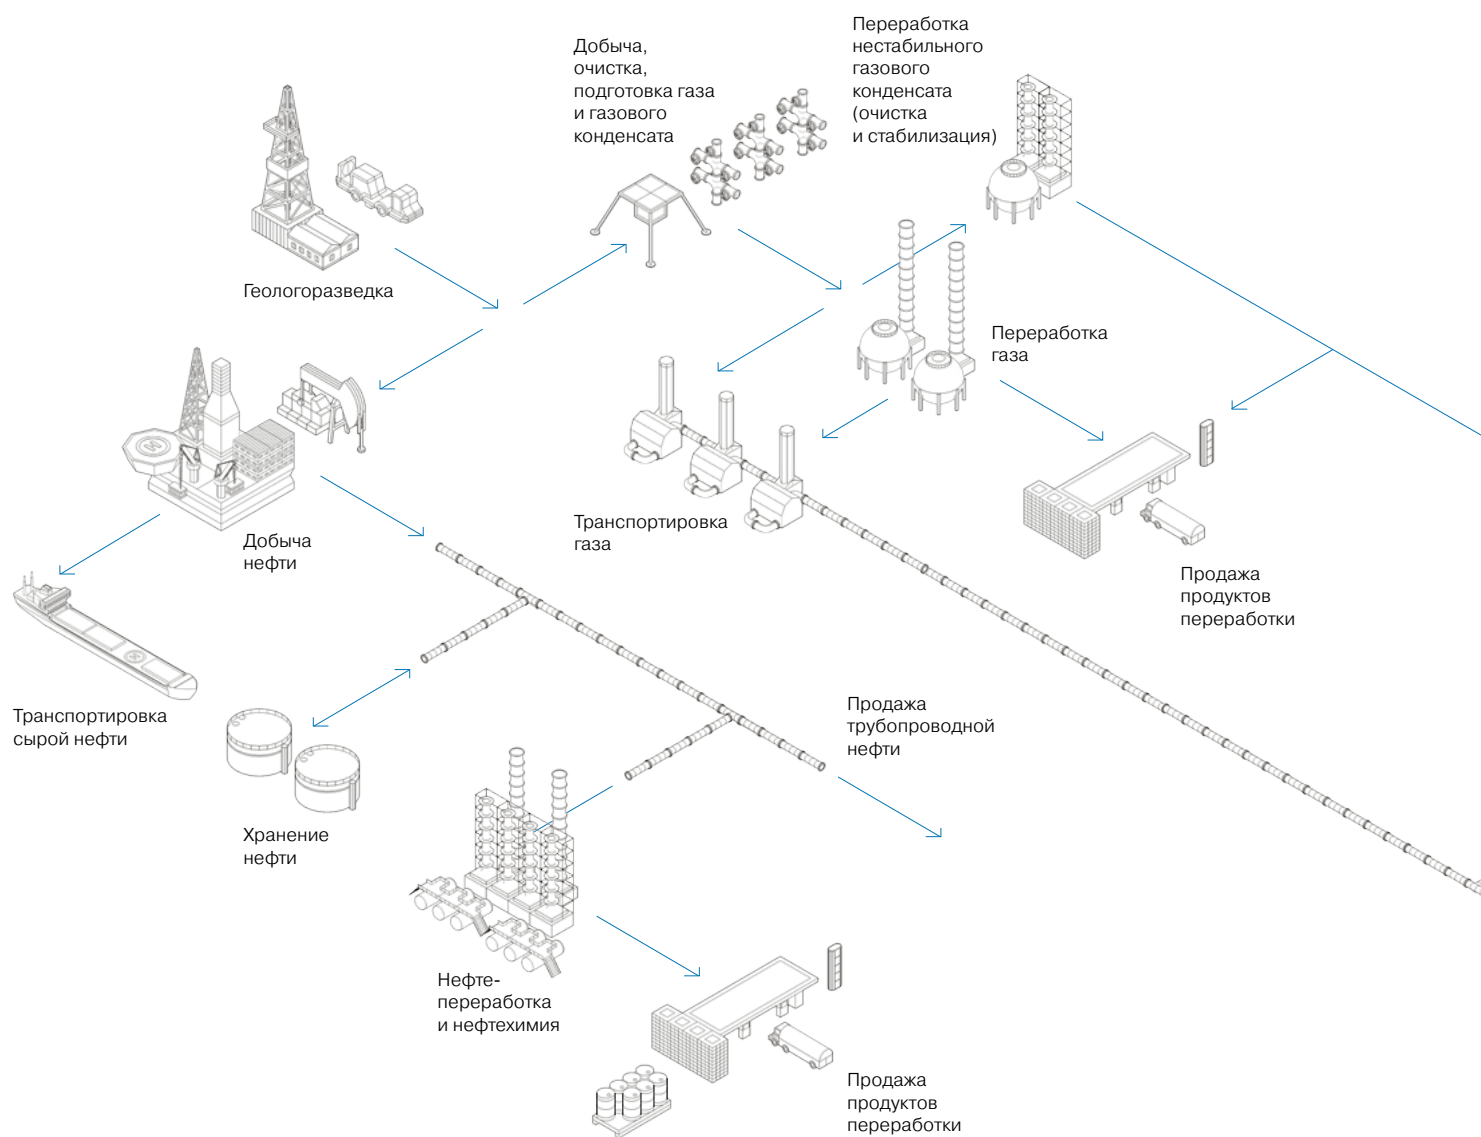 Переработка
нестабильного
газового
конденсата
(очистка
и стабилизация)
Добыча,
очистка,
подготовка газа
и газового
конденсата
Геологоразведка
Переработка
газа
Транспортировка
газа
Добыча
нефти
Продажа
продуктов
переработки
Транспортировка
сырой нефти
Продажа
трубопроводной
нефти
Хранение
нефти
Нефте-
переработка
и нефтехимия
Продажа
продуктов
переработки